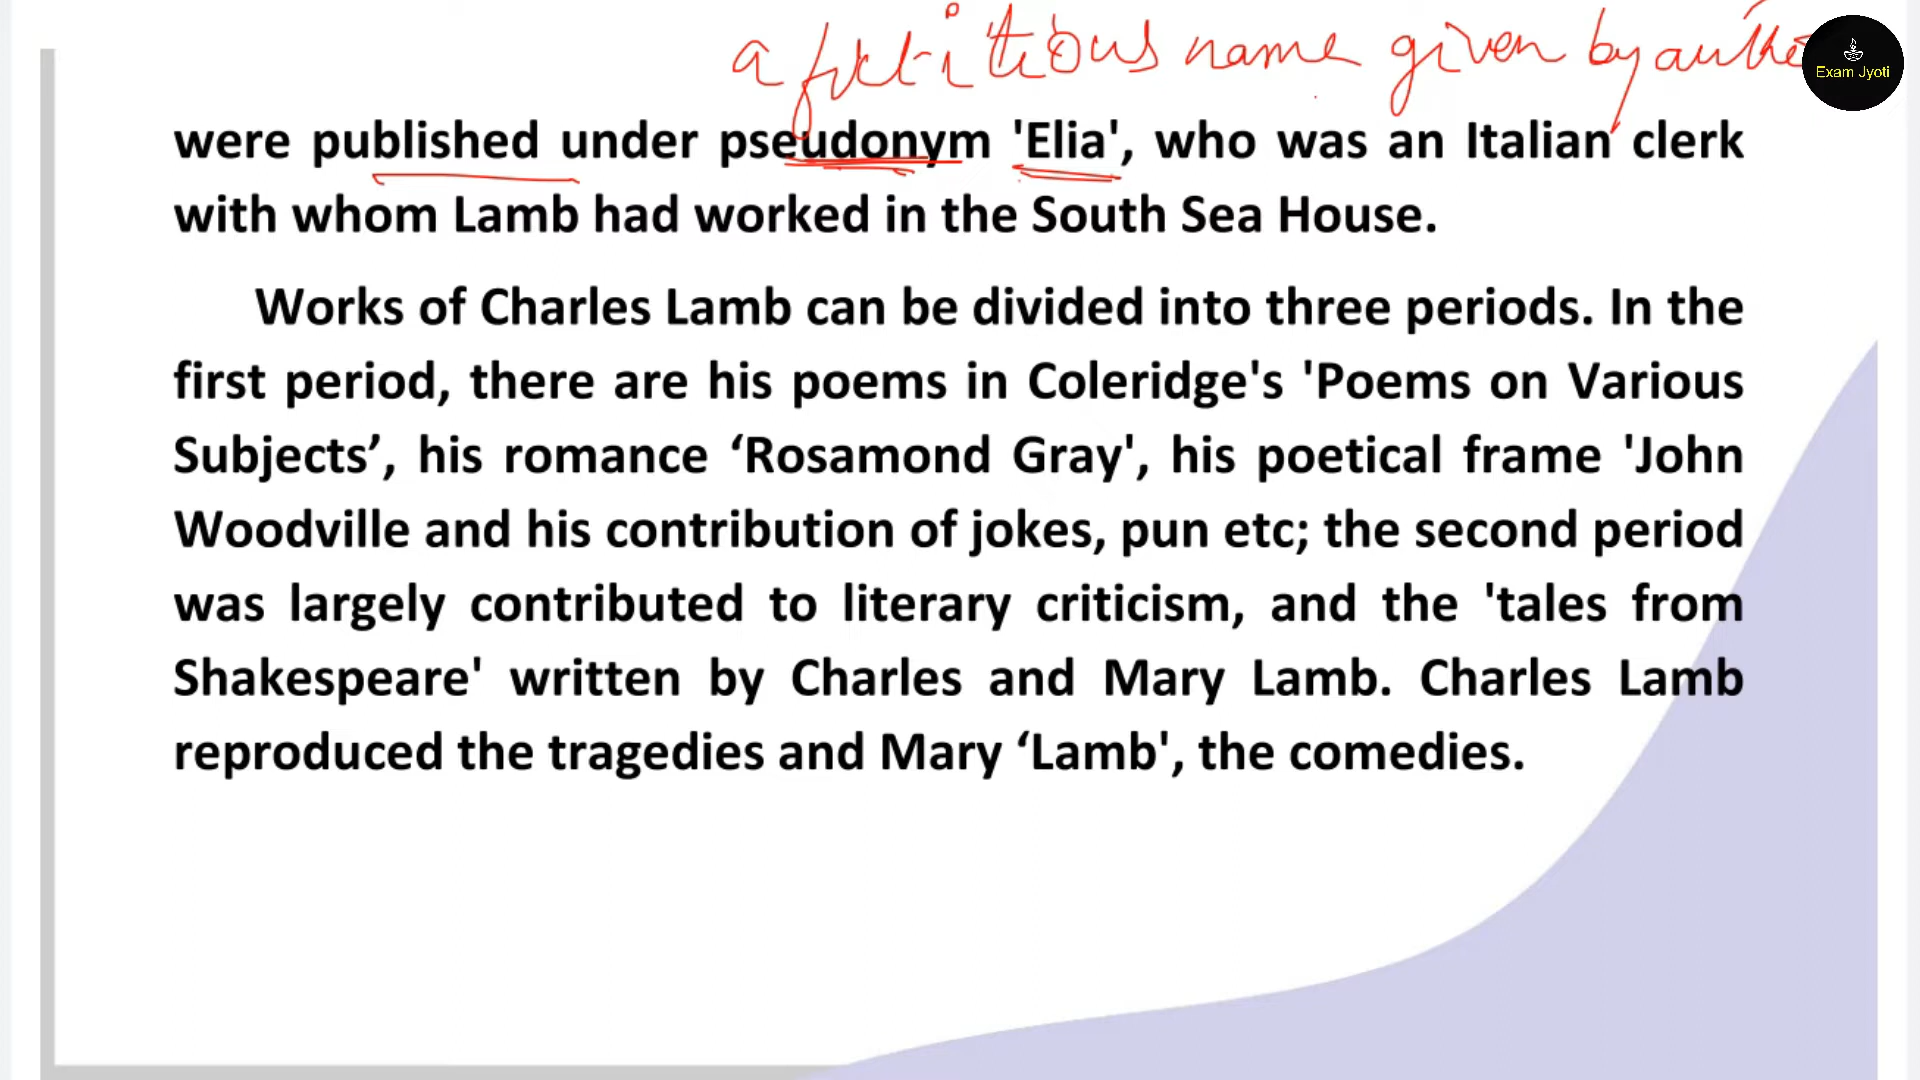 a fictitious name given by autho
Exam Jyoti
were published under pseudonym 'Elia', who was an Italian clerk
with whom Lamb had worked in the South Sea House.
Works of Charles Lamb can be divided into three periods. In the
first period, there are his poems in Coleridge's 'Poems on Various
Subjects’, his romance ‘Rosamond Gray', his poetical frame 'John
Woodville and his contribution of jokes, pun etc; the second period
was largely contributed to literary criticism, and the 'tales from
Shakespeare' written by Charles and Mary Lamb. Charles Lamb
reproduced the tragedies and Mary ‘Lamb', the comedies.